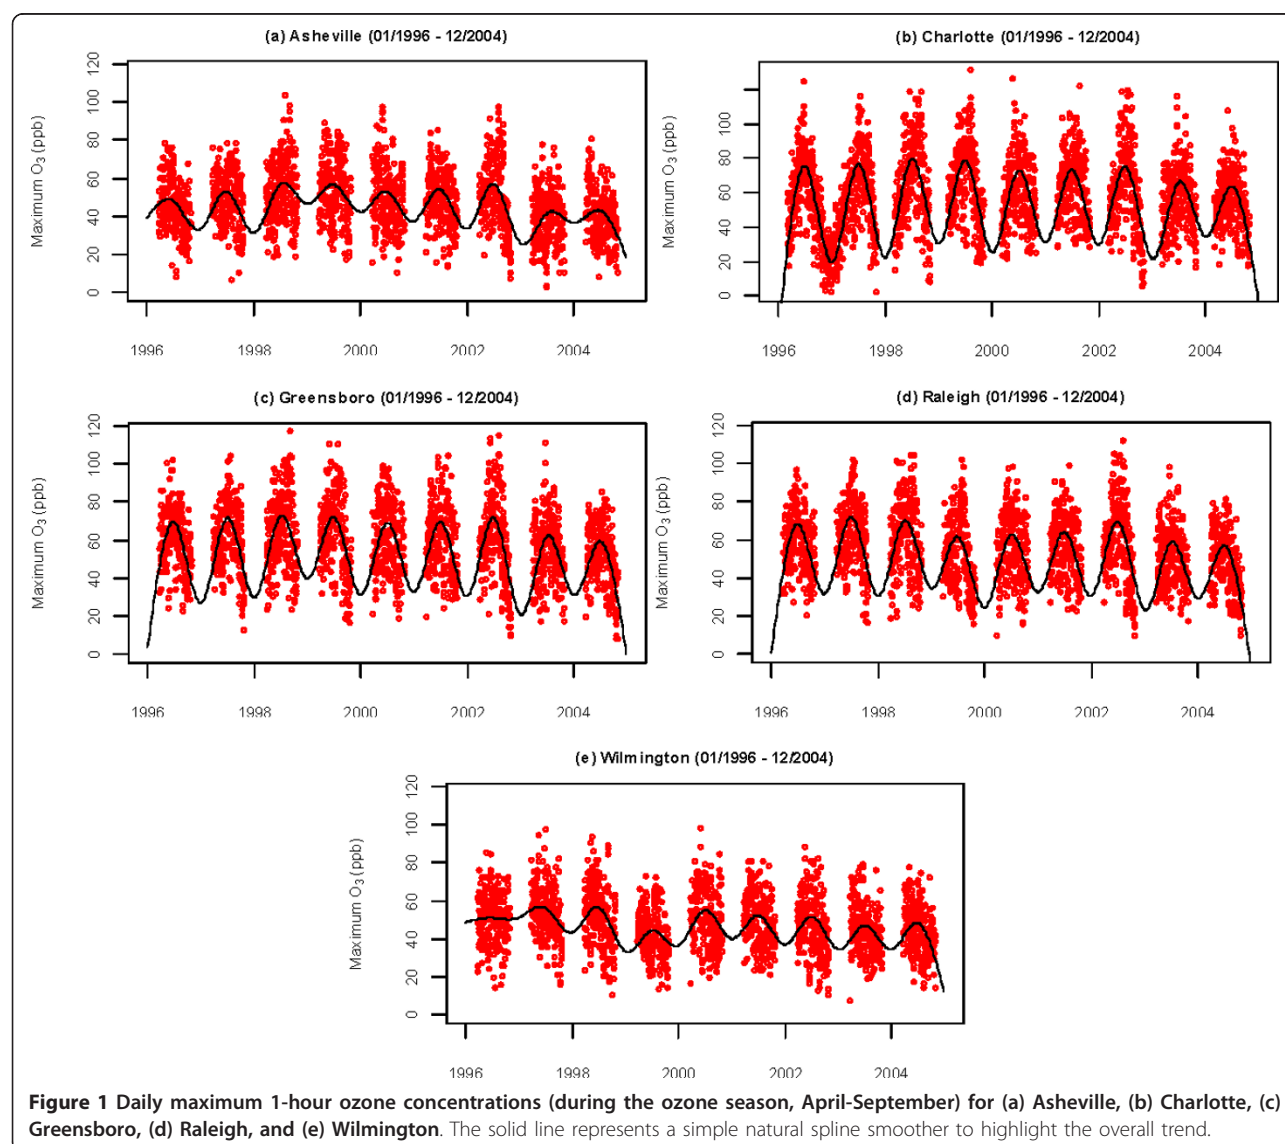 (a) Asheville (01/1996 - 12/2004)
Maximum O3 (ppb)
0 20 40 60 80 100 120
1996 1998 2000 2002 2004
(b) Charlotte (01/1996 - 12/2004)
Maximum O3 (ppb)
0 20 40 60 80 100
1996 1998 2000 2002 2004
(c) Greensboro (01/1996 - 12/2004)
Maximum O3 (ppb)
0 20 40 60 80 100 120
1996 1998 2000 2002 2004
(d) Raleigh (01/1996 - 12/2004)
Maximum O3 (ppb)
0 20 40 60 80 100 120
1996 1998 2000 2002 2004
(e) Wilmington (01/1996 - 12/2004)
Maximum O3 (ppb)
0 20 40 60 80 100 120
1996 1998 2000 2002 2004
Figure 1 Daily maximum 1-hour ozone concentrations (during the ozone season, April-September) for (a) Asheville, (b) Charlotte, (c)
Greensboro, (d) Raleigh, and (e) Wilmington. The solid line represents a simple natural spline smoother to highlight the overall trend.